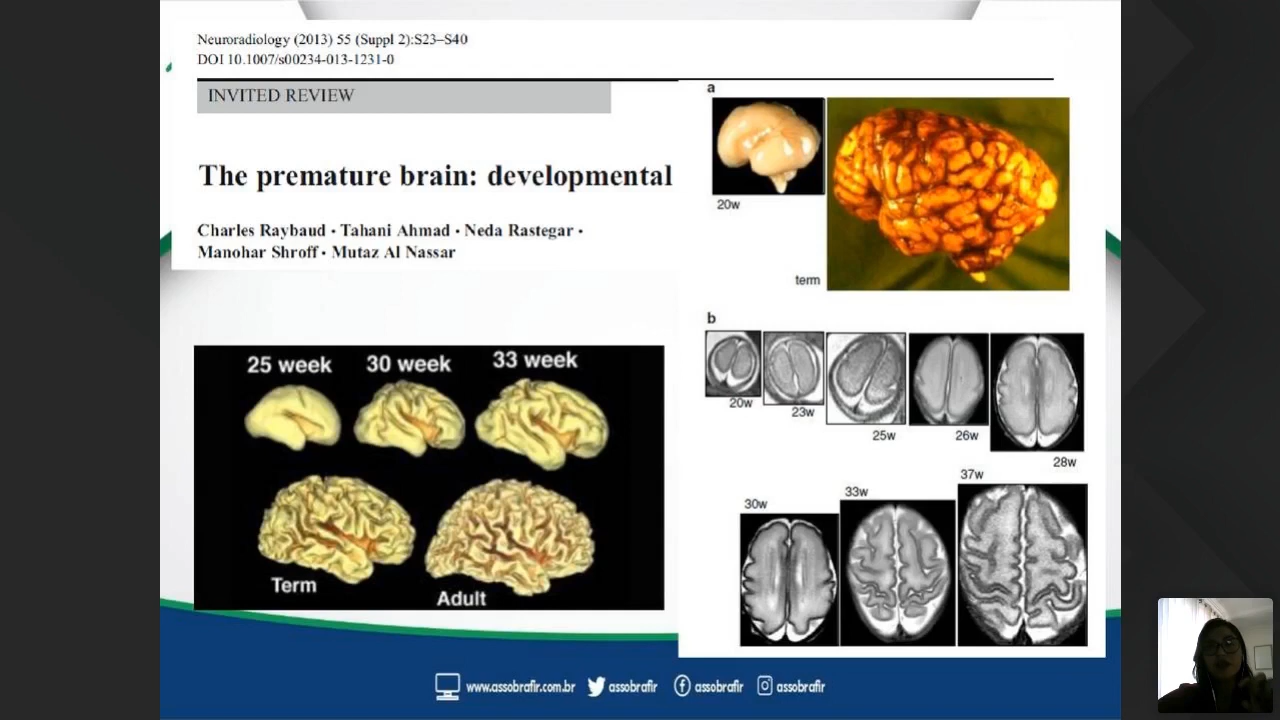 Neuroradiology (2013) 55 (Suppl 2):S23–S40
DOI 10.1007/s00234-013-1231-0
INVITED REVIEW
The premature brain: developmental
Charles Raybaud · Tahani Ahmad · Neda Rastegar ·
Manohar Shroff · Mutaz Al Nassar
25 week
30 week
33 week
Term
Adult
a
20w
term
b
20w
23w
25w
26w
28w
30w
33w
37w
www.assobrafir.com.br
assobrafir
assobrafir
assobrafir